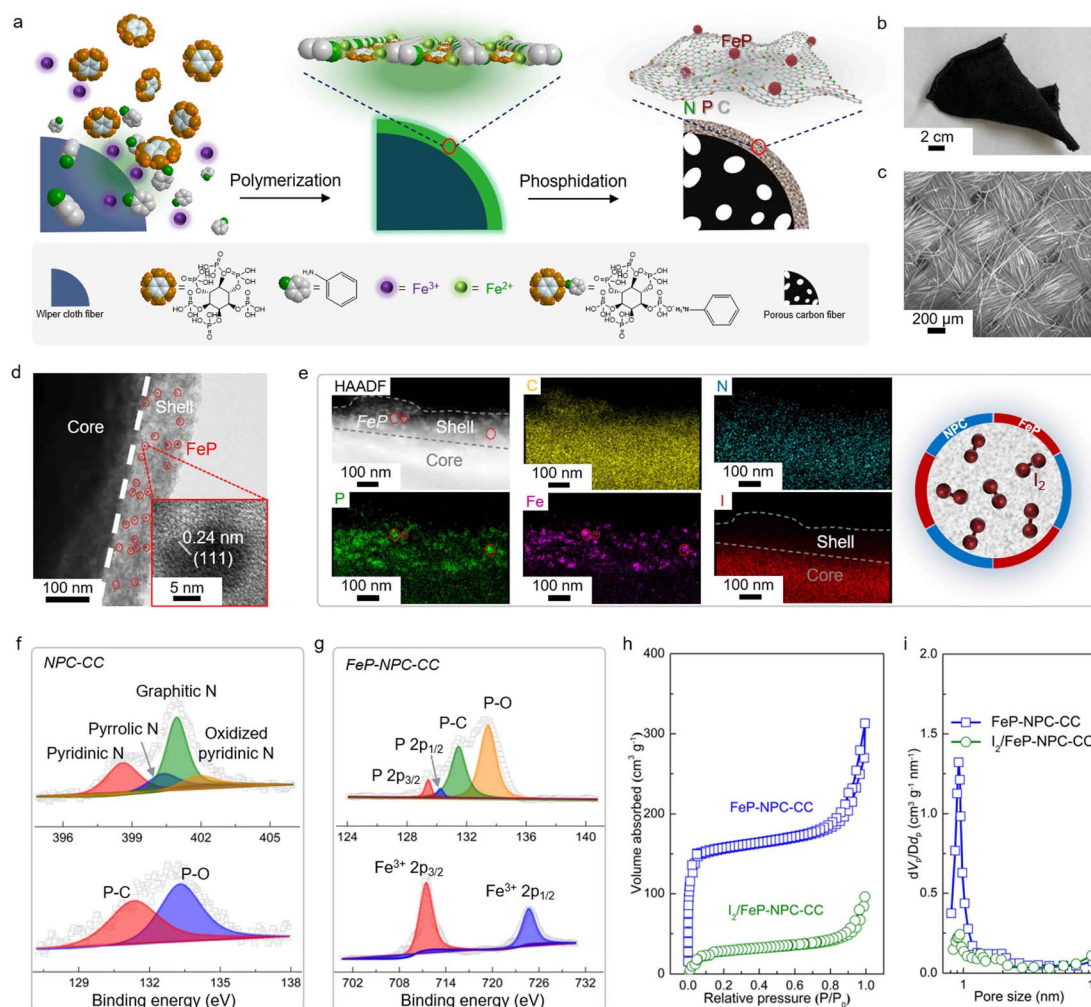 a
FeP
N P C
Polymerization
Phosphidation
Wiper cloth fiber
=
=
H₂N
= Fe3+
= Fe2+
=
Porous carbon fiber
b
2 cm
c
200 µm
d
Core
Shell
FeP
0.24 nm
(111)
100 nm
5 nm
e
HAADF
FeP
Shell
Core
100 nm
C
100 nm
N
100 nm
P
100 nm
Fe
100 nm
I
Shell
Core
100 nm
NPC
FeP
I2
f
NPC-CC
Graphitic N
Pyrrolic N
Pyridinic N
Oxidized
pyridinic N
396 399 402 405
P-C
P-O
129 132 135 138
Binding energy (eV)
g
FeP-NPC-CC
P-O
P-C
P 2p1/2
P 2p3/2
124 128 132 136 140
Fe3+ 2p3/2
Fe3+ 2p1/2
702 708 714 720 726 732
Binding energy (eV)
h
Volume absorbed (cm3 g-1)
400
300
200
100
0
FeP-NPC-CC
I2/FeP-NPC-CC
0.0 0.2 0.4 0.6 0.8 1.0
Relative pressure (P/P0)
i
dVp/Ddp (cm3 g-1 nm-1)
2.0
1.5
1.0
0.5
0.0
FeP-NPC-CC
I2/FeP-NPC-CC
1
Pore size (nm)